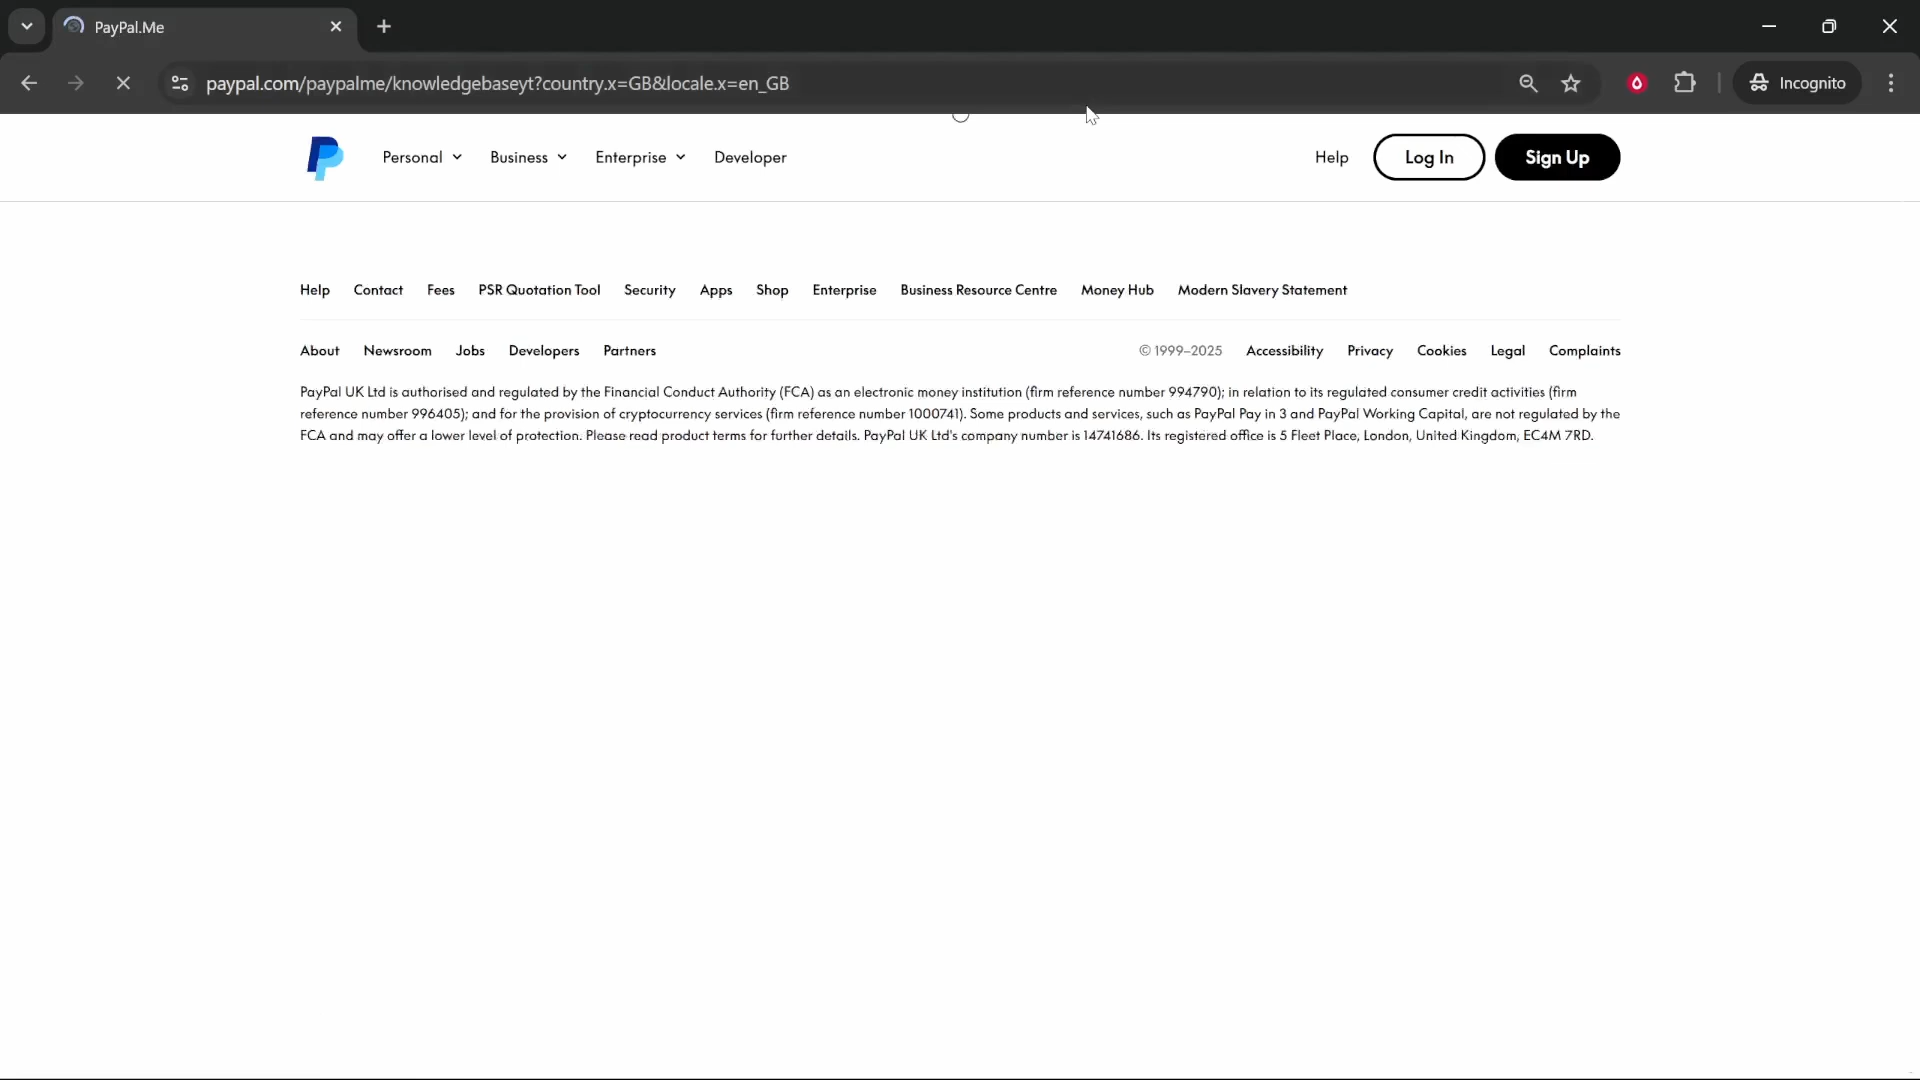 PayPal.Me
paypal.com/paypalme/knowledgebaseyt?country.x=GB&locale.x=en_GB
Incognito
Personal Business Enterprise Developer Help Log In Sign Up
Help Contact Fees PSR Quotation Tool Security Apps Shop Enterprise Business Resource Centre Money Hub Modern Slavery Statement
About Newsroom Jobs Developers Partners © 1999–2025 Accessibility Privacy Cookies Legal Complaints
PayPal UK Ltd is authorised and regulated by the Financial Conduct Authority (FCA) as an electronic money institution (firm reference number 994790); in relation to its regulated consumer credit activities (firm
reference number 996405); and for the provision of cryptocurrency services (firm reference number 1000741). Some products and services, such as PayPal Pay in 3 and PayPal Working Capital, are not regulated by the
FCA and may offer a lower level of protection. Please read product terms for further details. PayPal UK Ltd's company number is 14741686. Its registered office is 5 Fleet Place, London, United Kingdom, EC4M 7RD.